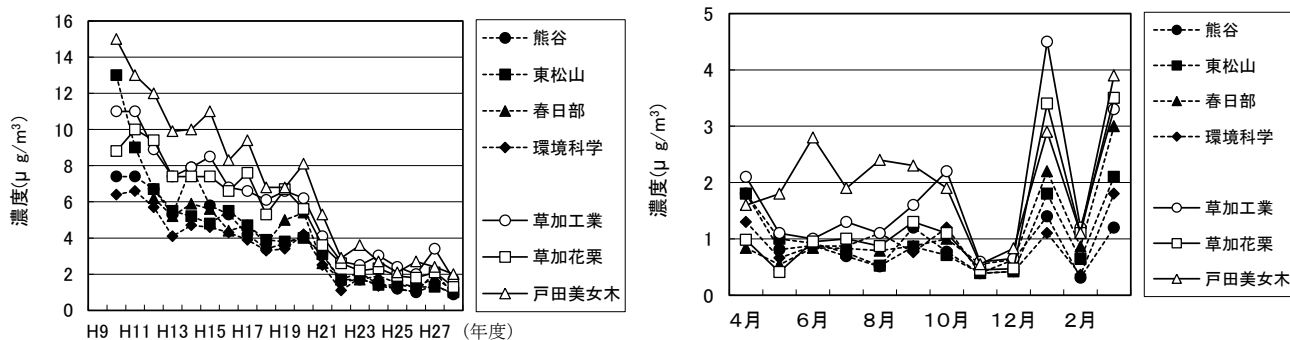 16
14
12
10
8
6
4
2
0
濃度(μ g/m³)
H9 H11 H13 H15 H17 H19 H21 H23 H25 H27 (年度)
熊谷
東松山
春日部
環境科学
草加工業
草加花栗
戸田美女木
5
4
3
2
1
0
濃度(μ g/m³)
4月 6月 8月 10月 12月 2月
熊谷
東松山
春日部
環境科学
草加工業
草加花栗
戸田美女木